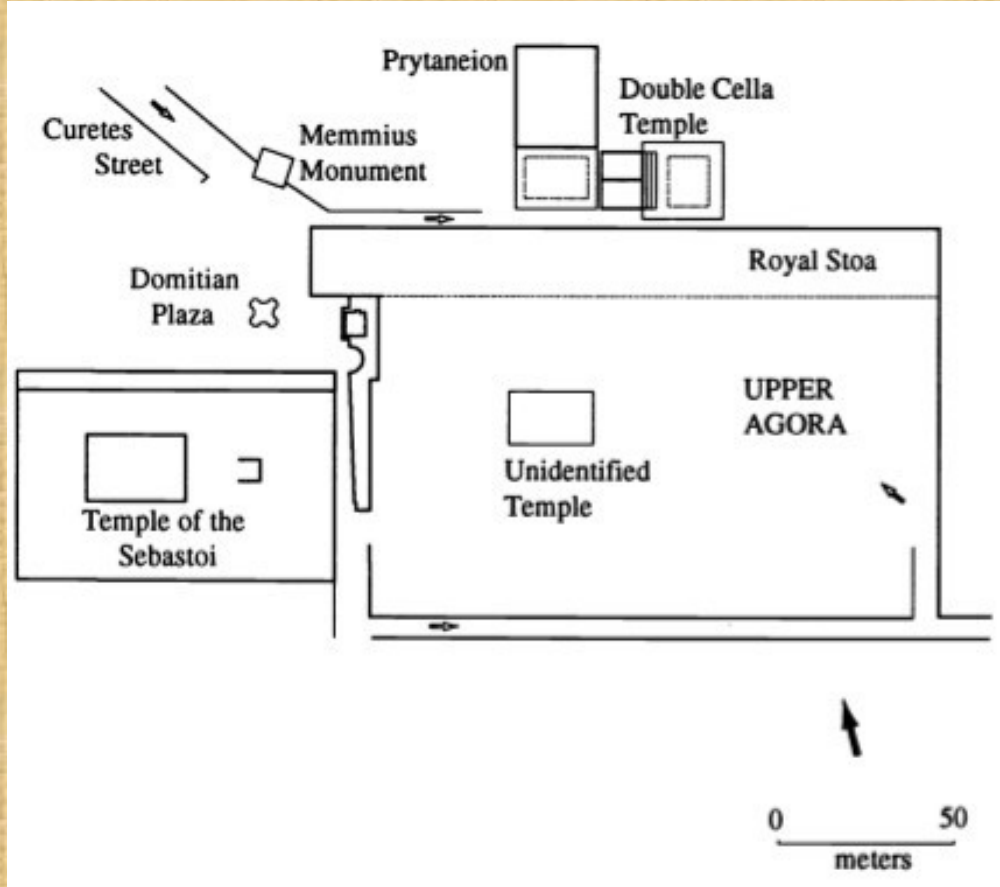 Prytaneion
Double Cella
Temple
Curetes
Street
Memmius
Monument
Royal Stoa
Domitian
Plaza
UPPER
AGORA
Unidentified
Temple
Temple of the
Sebastoi
0 50
meters